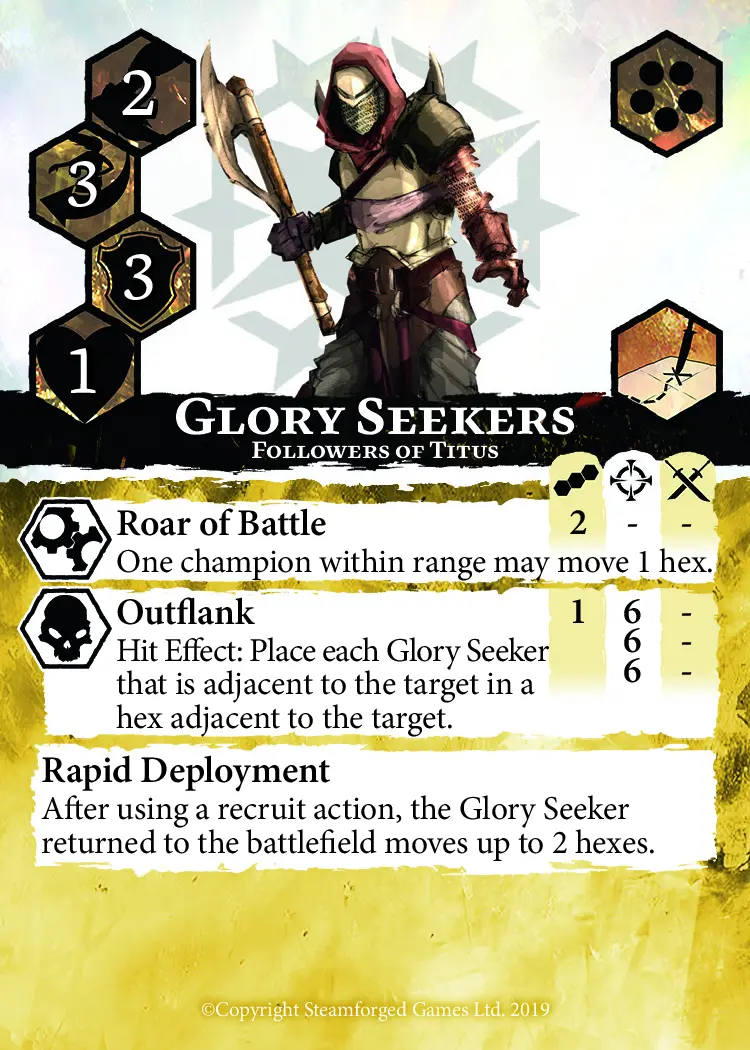 2
3
3
1
Glory Seekers
Followers of Titus
Roar of Battle 2 - -
One champion within range may move 1 hex.
Outflank 1 6 -
Hit Effect: Place each Glory Seeker 6 -
that is adjacent to the target in a 6 -
hex adjacent to the target.
Rapid Deployment
After using a recruit action, the Glory Seeker
returned to the battlefield moves up to 2 hexes.
©Copyright Steamforged Games Ltd. 2019